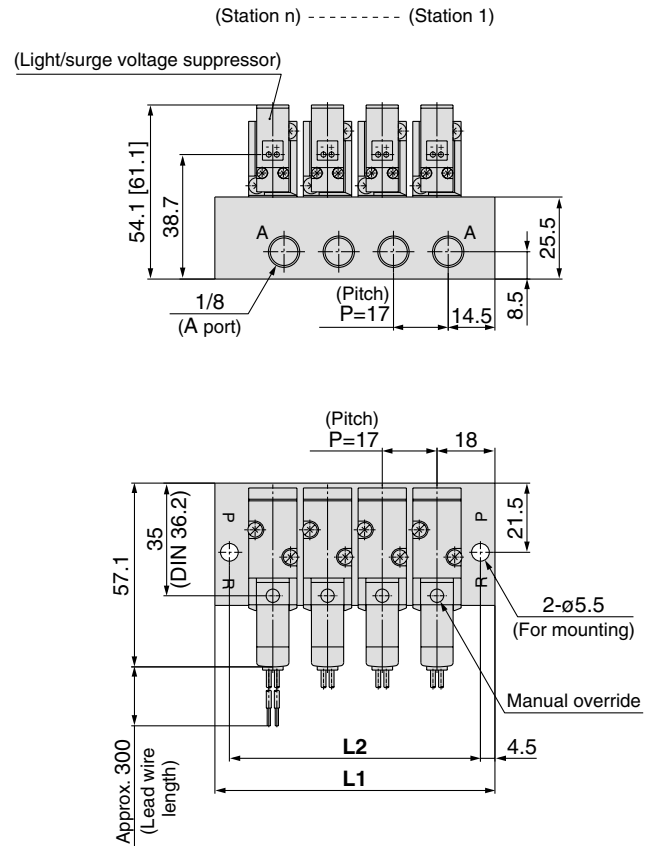 (Station n) --------- (Station 1)
(Light/surge voltage suppressor)
54.1 [61.1]
38.7
- +
- +
- +
- +
A
A
25.5
8.5
1/8
(A port)
(Pitch)
P=17
14.5
(Pitch)
P=17
18
57.1
35
(DIN 36.2)
P
R
P
R
21.5
2-ø5.5
(For mounting)
Manual override
Approx. 300
(Lead wire
length)
L2
4.5
L1